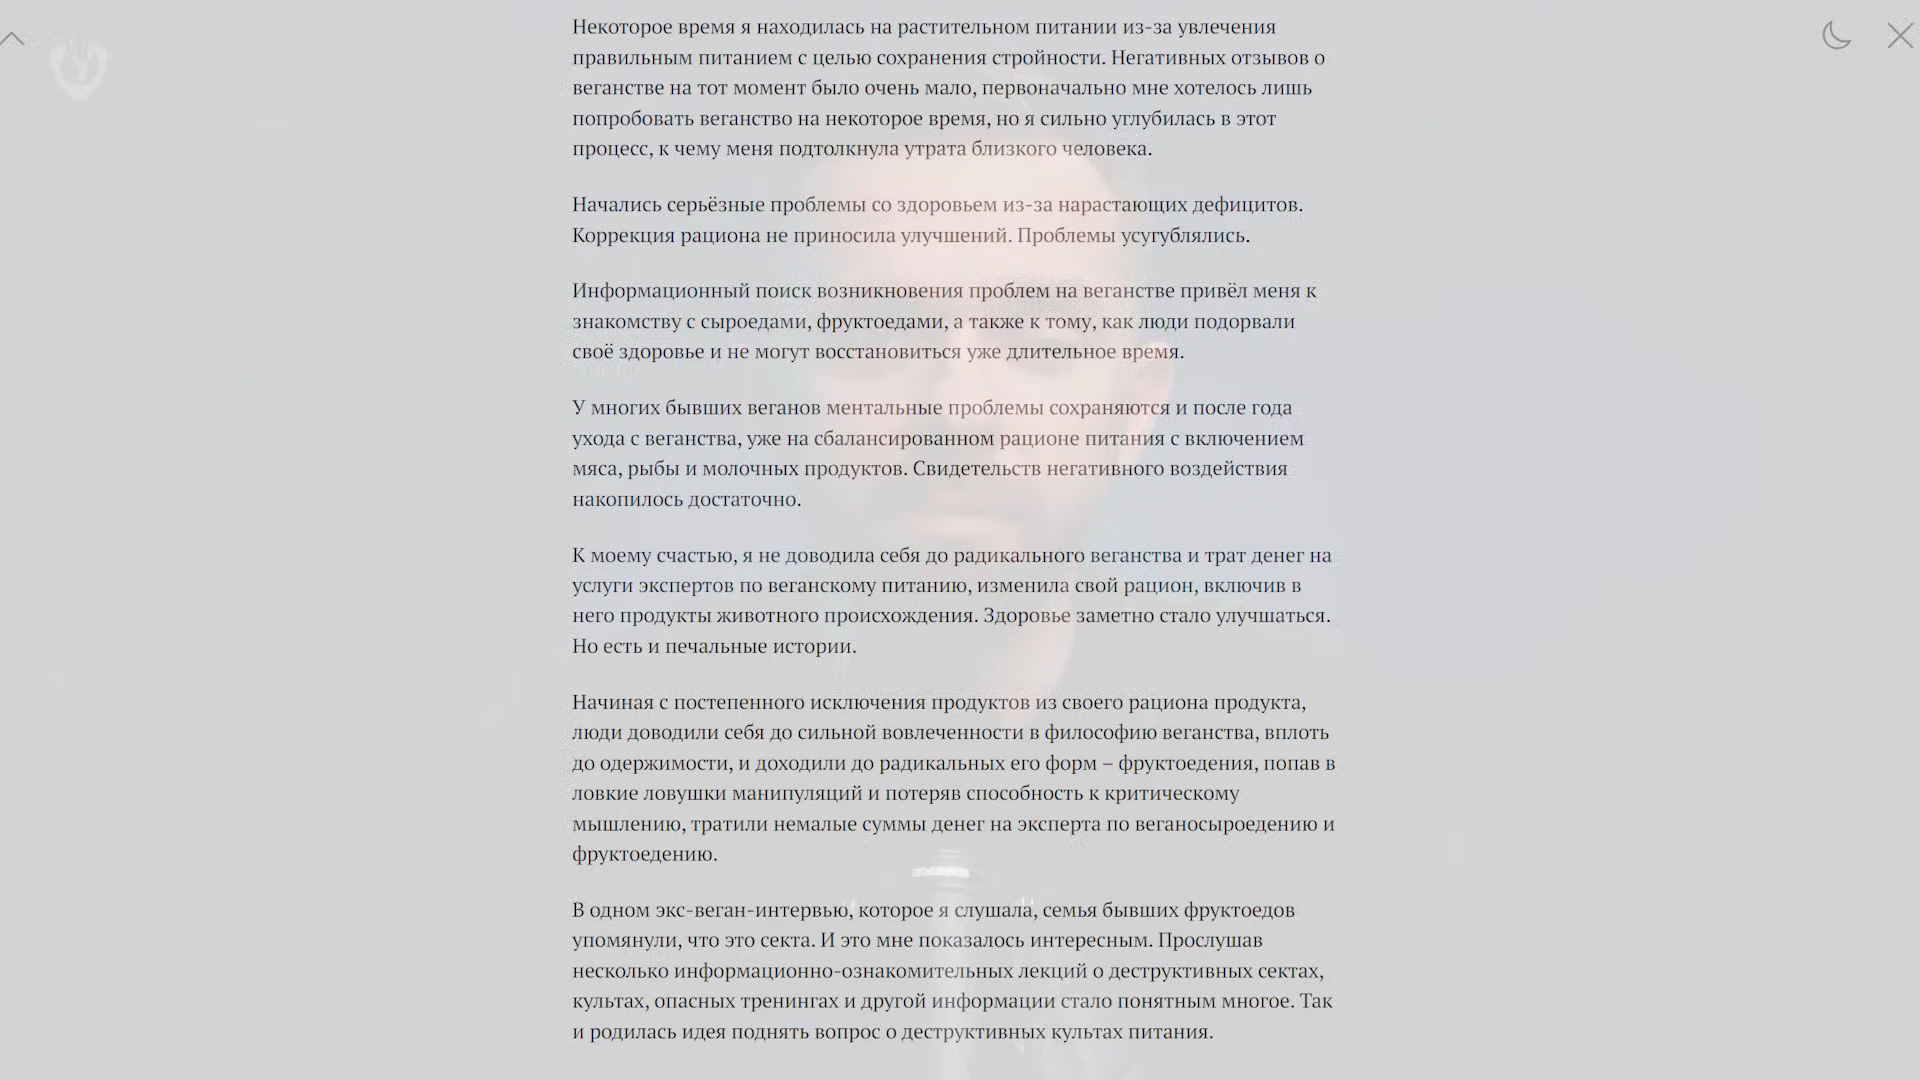 Некоторое время я находилась на растительном питании из-за увлечения
правильным питанием с целью сохранения стройности. Негативных отзывов о
веганстве на тот момент было очень мало, первоначально мне хотелось лишь
попробовать веганство на некоторое время, но я сильно углубилась в этот
процесс, к чему меня подтолкнула утрата близкого человека.
Начались серьёзные проблемы со здоровьем из-за нарастающих дефицитов.
Коррекция рациона не приносила улучшений. Проблемы усугублялись.
Информационный поиск возникновения проблем на веганстве привёл меня к
знакомству с сыроедами, фруктоедами, а также к тому, как люди подорвали
своё здоровье и не могут восстановиться уже длительное время.
У многих бывших веганов ментальные проблемы сохраняются и после года
ухода с веганства, уже на сбалансированном рационе питания с включением
мяса, рыбы и молочных продуктов. Свидетельств негативного воздействия
накопилось достаточно.
К моему счастью, я не доводила себя до радикального веганства и трат денег на
услуги экспертов по веганскому питанию, изменила свой рацион, включив в
него продукты животного происхождения. Здоровье заметно стало улучшаться.
Но есть и печальные истории.
Начиная с постепенного исключения продуктов из своего рациона продукта,
люди доводили себя до сильной вовлеченности в философию веганства, вплоть
до одержимости, и доходили до радикальных его форм – фруктоедения, попав в
ловкие ловушки манипуляций и потеряв способность к критическому
мышлению, тратили немалые суммы денег на эксперта по веганосыроедению и
фруктоедению.
В одном экс-веган-интервью, которое я слушала, семья бывших фруктоедов
упомянули, что это секта. И это мне показалось интересным. Прослушав
несколько информационно-ознакомительных лекций о деструктивных сектах,
культах, опасных тренингах и другой информации стало понятным многое. Так
и родилась идея поднять вопрос о деструктивных культах питания.